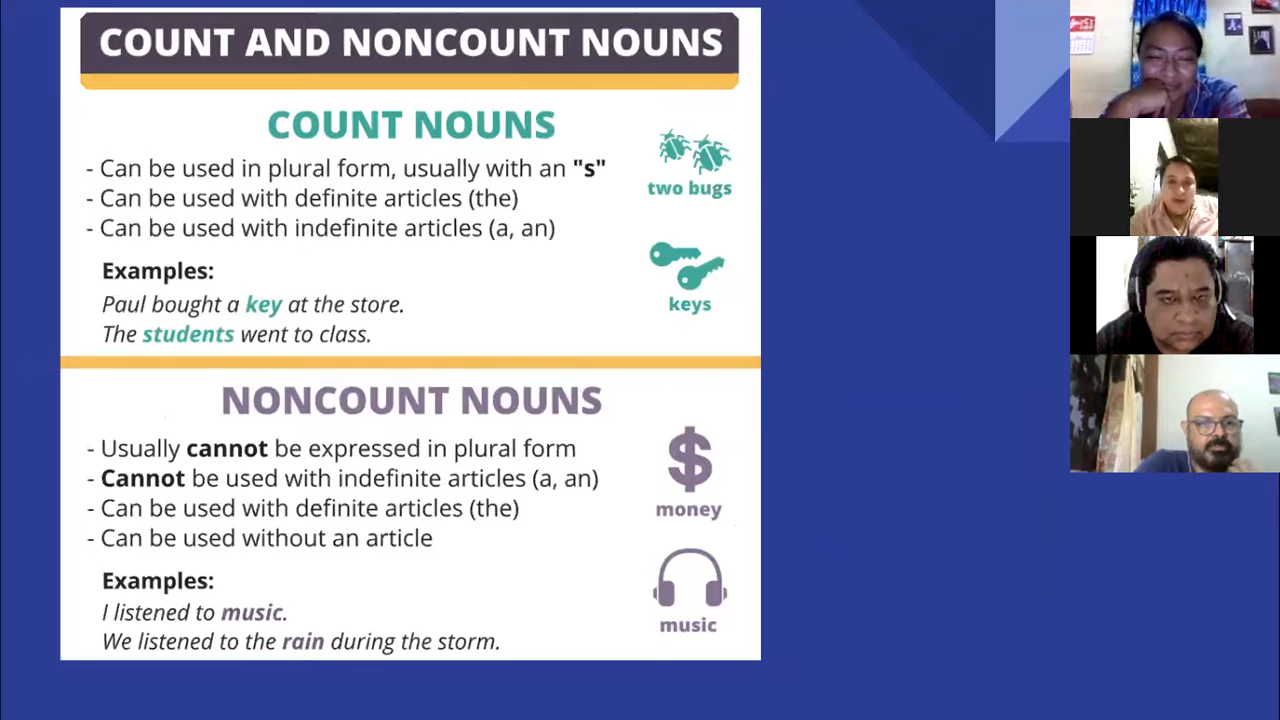 COUNT AND NONCOUNT NOUNS
COUNT NOUNS
- Can be used in plural form, usually with an "s"
- Can be used with definite articles (the)
- Can be used with indefinite articles (a, an)
two bugs
Examples:
Paul bought a key at the store.
The students went to class.
keys
NONCOUNT NOUNS
- Usually cannot be expressed in plural form
- Cannot be used with indefinite articles (a, an)
- Can be used with definite articles (the)
- Can be used without an article
$
money
Examples:
I listened to music.
We listened to the rain during the storm.
music